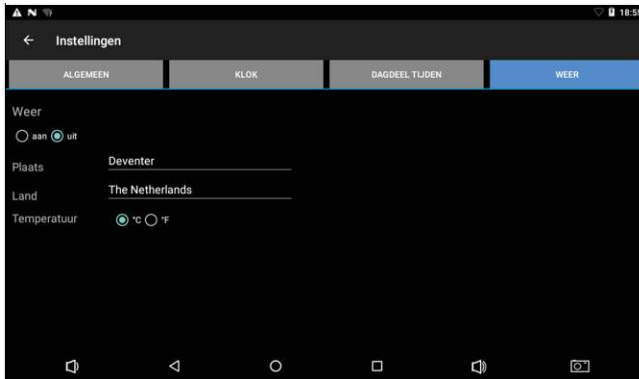 18:55
Instellingen
ALGEMEEN KLOK DAGDEEL TIJDEN WEER
Weer
aan uit
Plaats Deventer
Land The Netherlands
Temperatuur °C °F